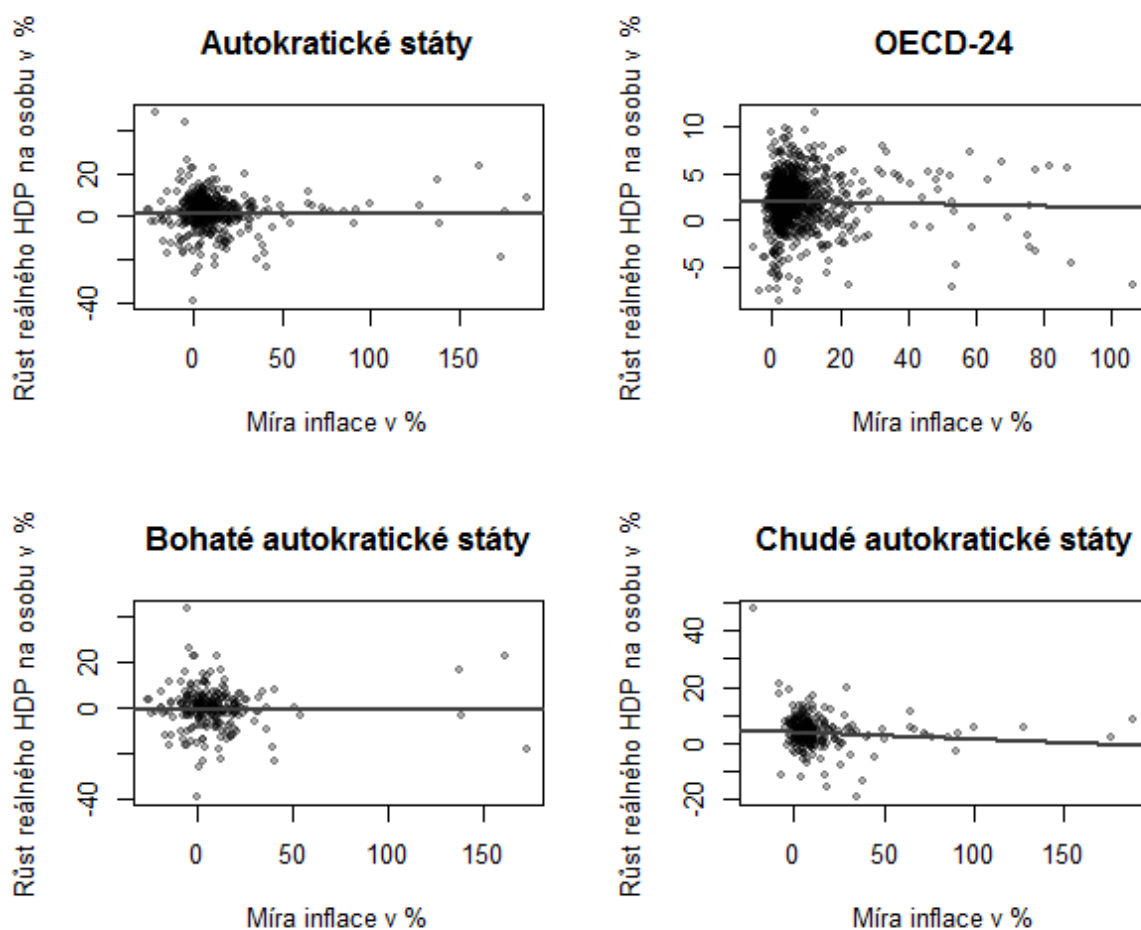 Autokratické státy
Růst reálného HDP na osobu v %
20
0
-40
0 50 100 150
Míra inflace v %
OECD-24
Růst reálného HDP na osobu v %
10
5
0
-5
0 20 40 60 80 100
Míra inflace v %
Bohaté autokratické státy
Růst reálného HDP na osobu v %
20
0
-40
0 50 100 150
Míra inflace v %
Chudé autokratické státy
Růst reálného HDP na osobu v %
40
20
0
-20
0 50 100 150
Míra inflace v %